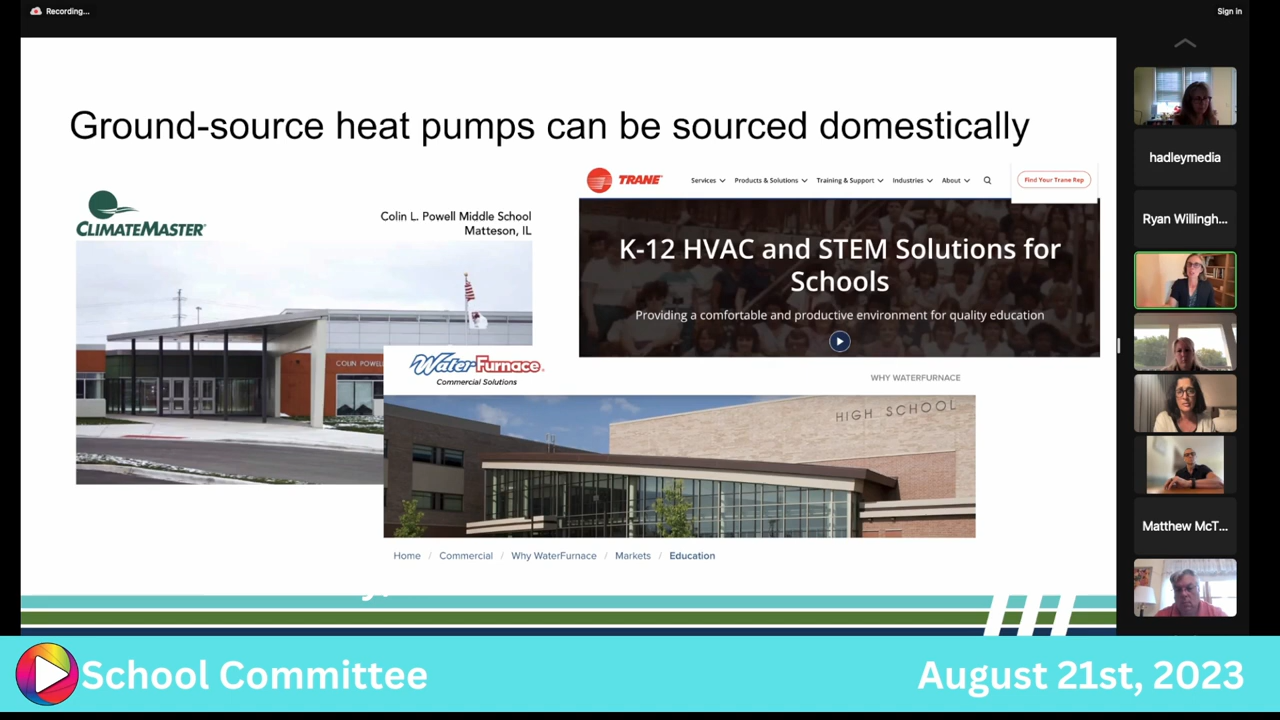 Recording...
Sign in
Ground-source heat pumps can be sourced domestically
CLIMATEMASTER
Colin L. Powell Middle School
Matteson, IL
COLIN POWELL
TRANE
Services
Products & Solutions
Training & Support
Industries
About
Find Your Trane Rep
K-12 HVAC and STEM Solutions for
Schools
Providing a comfortable and productive environment for quality education
WaterFurnace
Commercial Solutions
WHY WATERFURNACE
HIGH SCHOOL
Home / Commercial / Why WaterFurnace / Markets / Education
hadleymedia
Ryan Willingh...
Matthew McT...
School Committee
August 21st, 2023